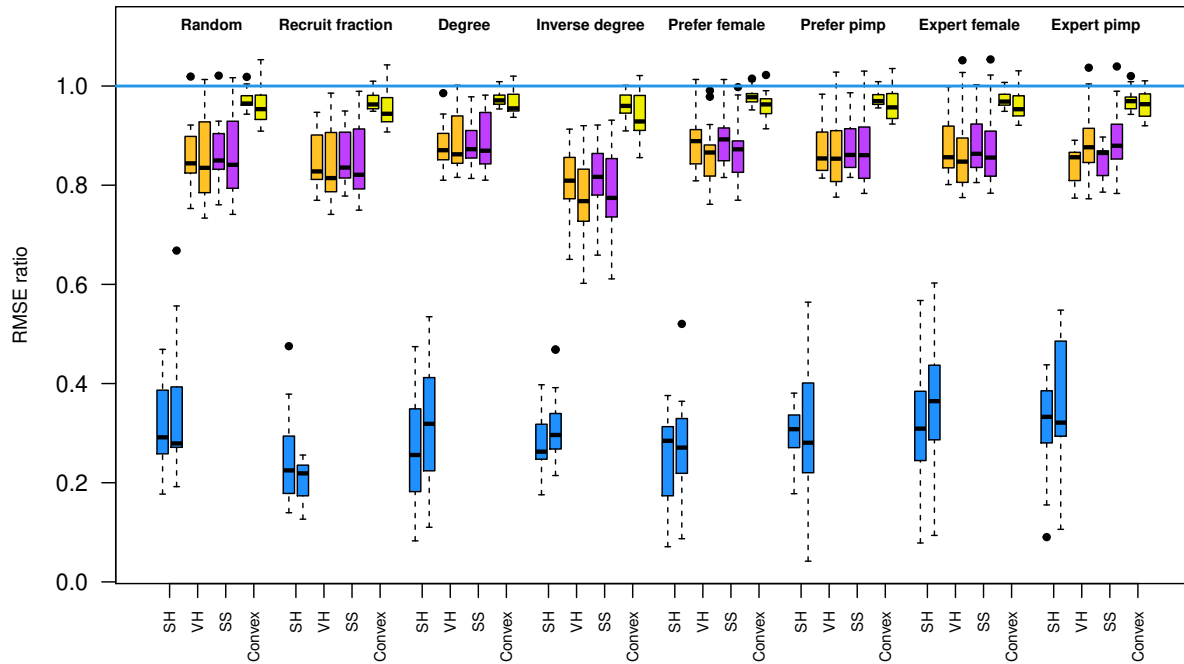 Random Recruit fraction Degree Inverse degree Prefer female Prefer pimp Expert female Expert pimp
RMSE ratio
1.0
0.8
0.6
0.4
0.2
0.0
SH VH SS Convex SH VH SS Convex SH VH SS Convex SH VH SS Convex SH VH SS Convex SH VH SS Convex SH VH SS Convex SH VH SS Convex